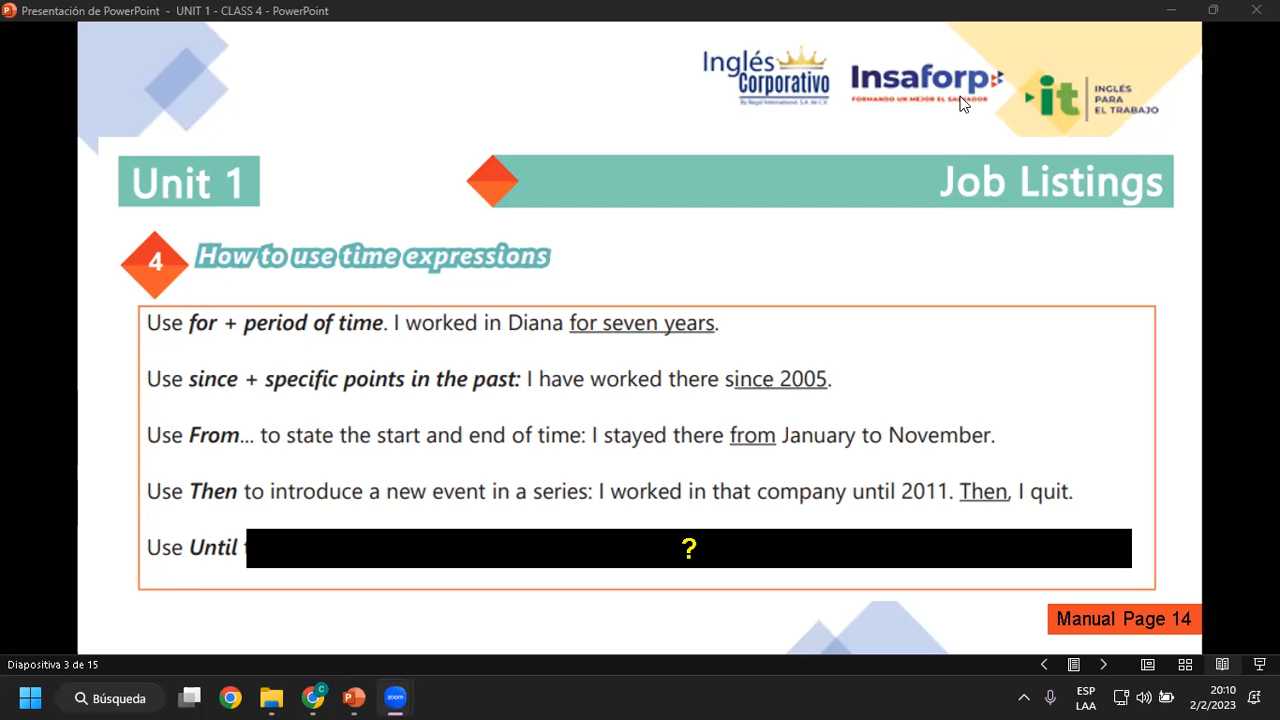 Presentación de PowerPoint - UNIT 1 - CLASS 4 - PowerPoint
Inglés
Corporativo
By Regal International, S.A. de C.V.
Insaforp
FORMANDO UN MEJOR EL SALVADOR
it
INGLÉS
PARA
EL TRABAJO
Unit 1
Job Listings
4
How to use time expressions
Use for + period of time. I worked in Diana for seven years.
Use since + specific points in the past: I have worked there since 2005.
Use From... to state the start and end of time: I stayed there from January to November.
Use Then to introduce a new event in a series: I worked in that company until 2011. Then, I quit.
Use Until
?
Manual Page 14
Diapositiva 3 de 15
Búsqueda
zoom
ESP
LAA
20:10
2/2/2023